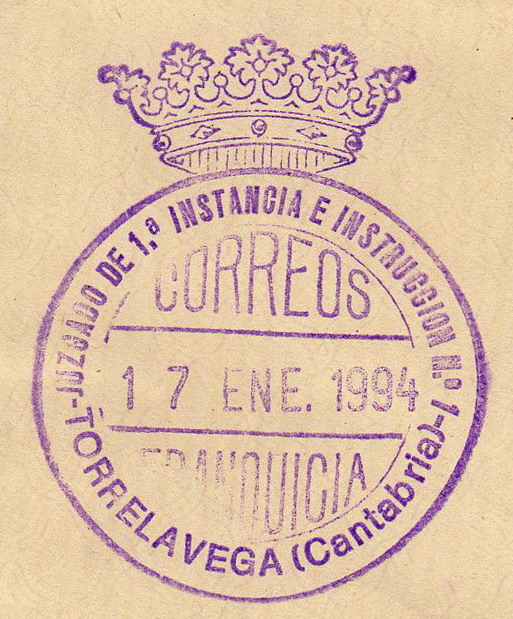 JUZGADO DE 1.ª INSTANCIA E INSTRUCCION N.º 1
CORREOS
17 ENE. 1994
FRANQUICIA
-TORRELAVEGA (Cantabria)-